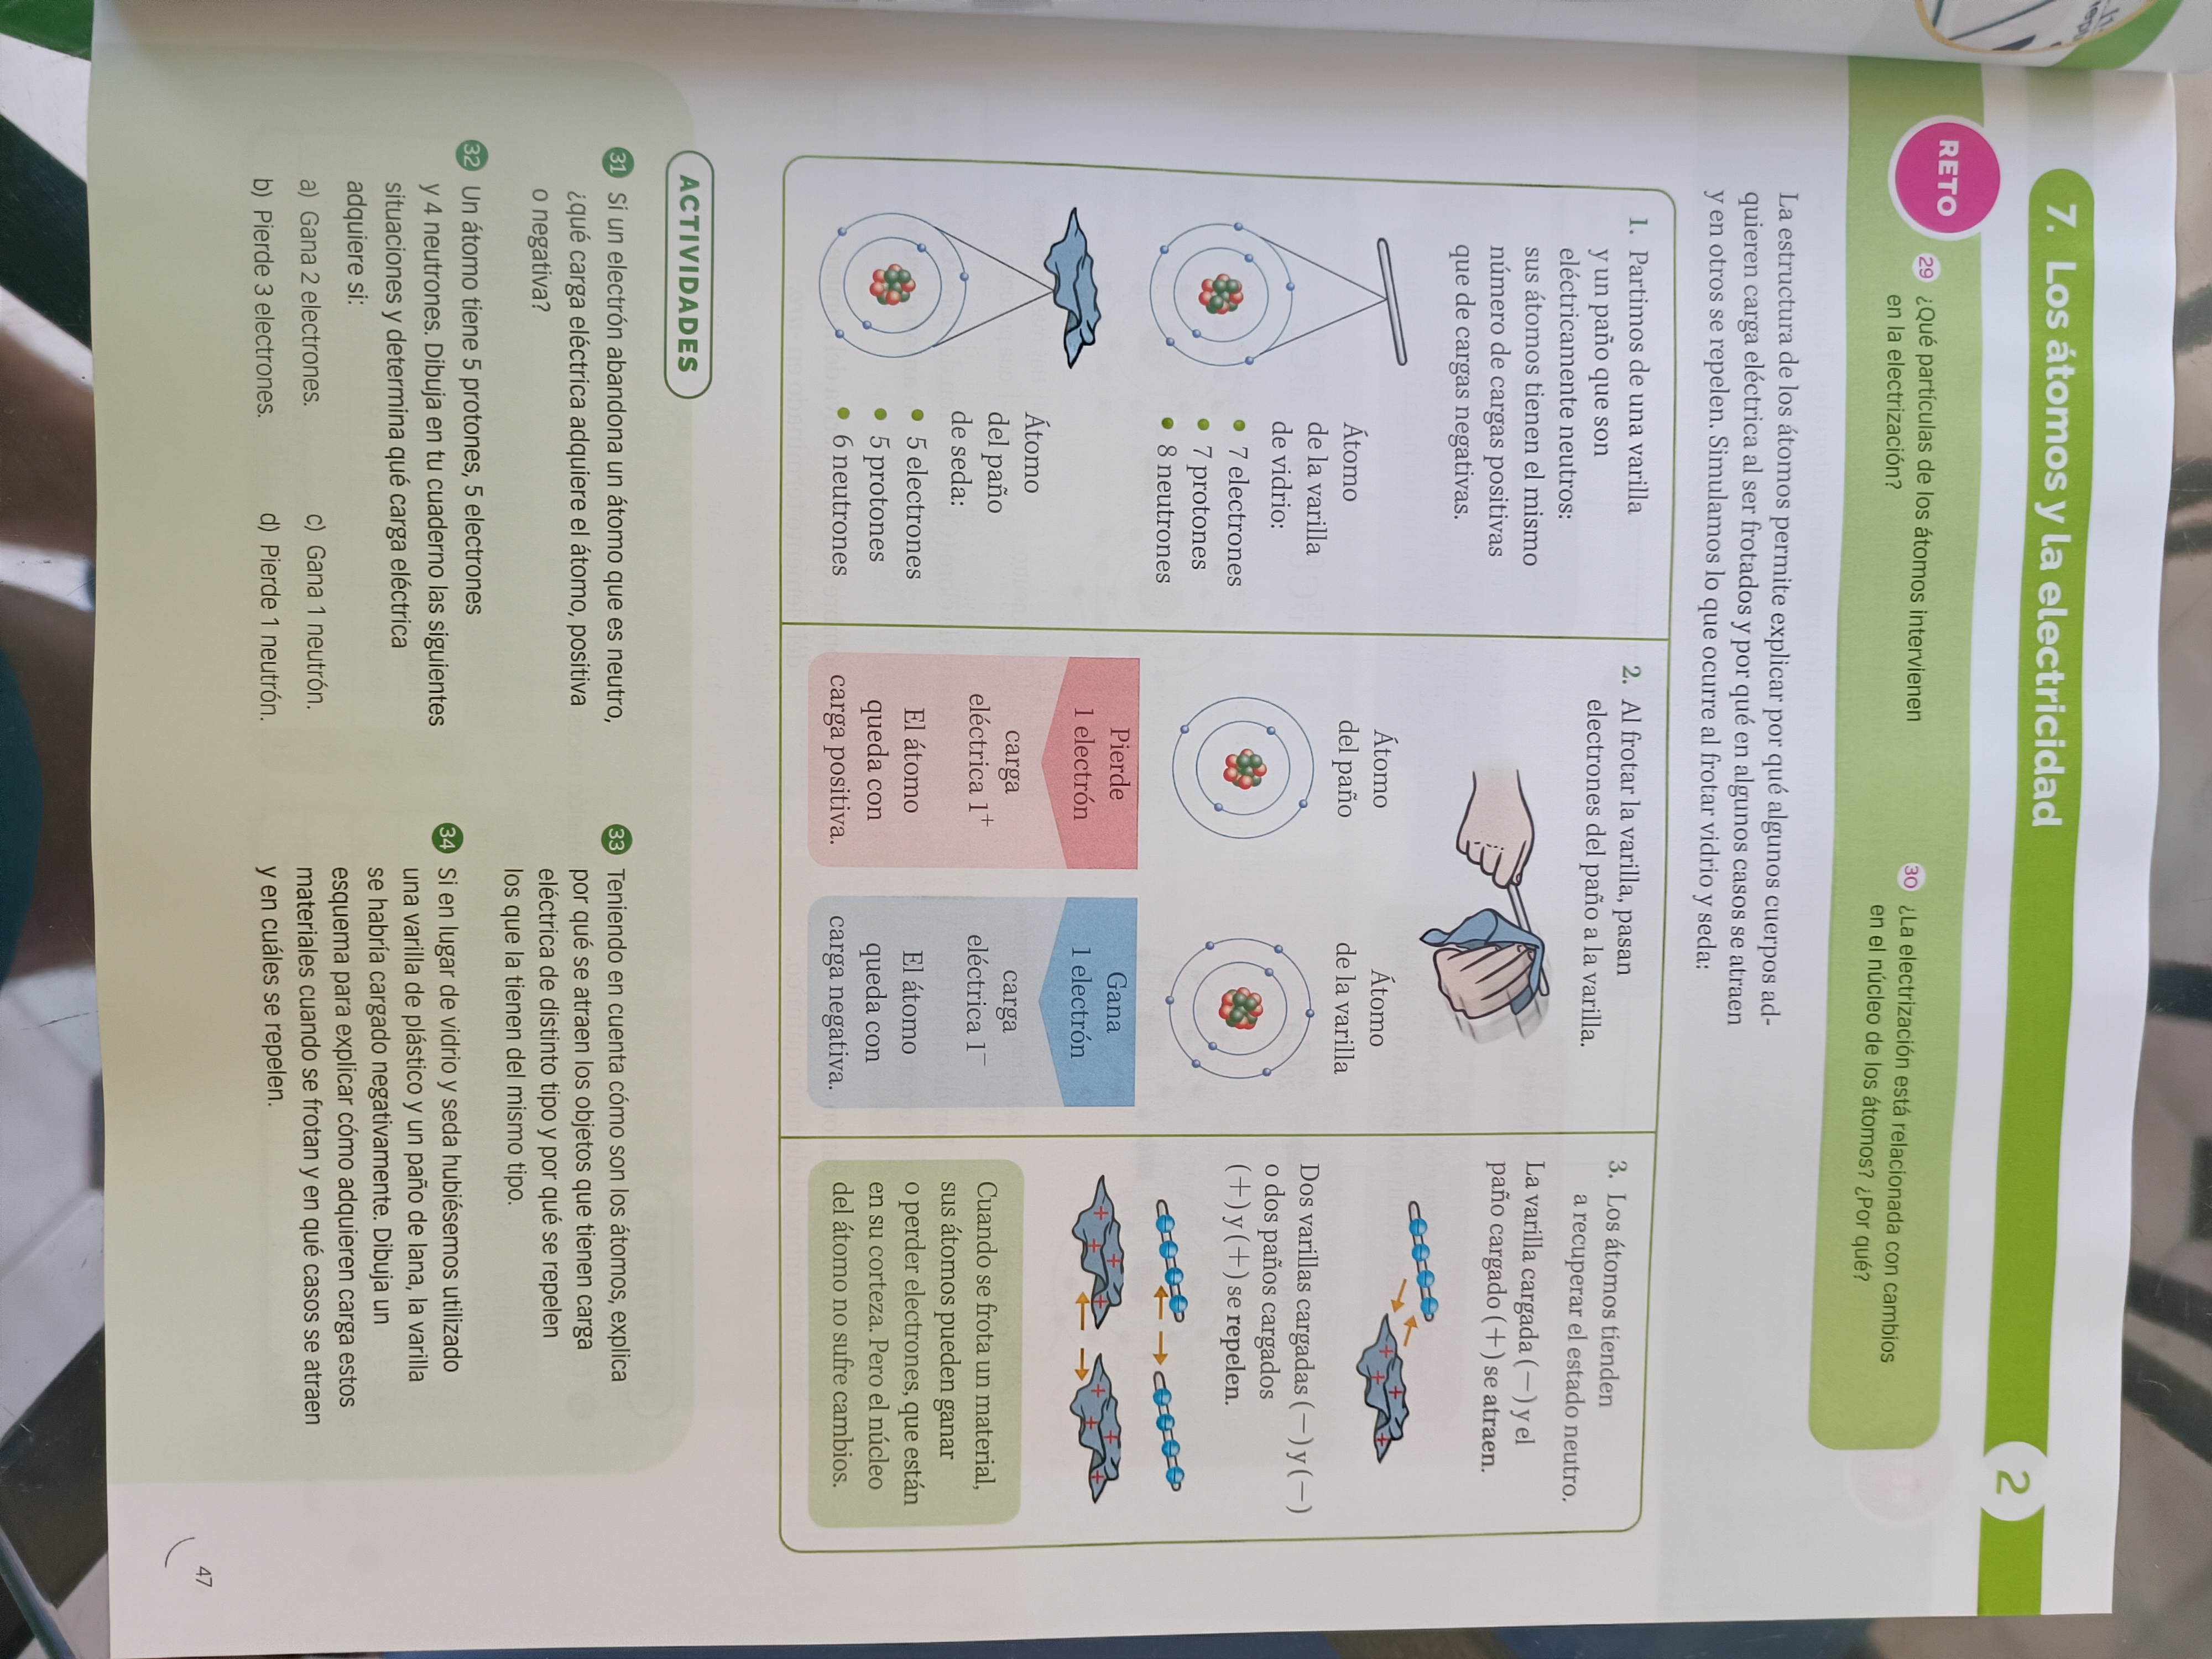 7. Los átomos y la electricidad
2
RETO
29 ¿Qué partículas de los átomos intervienen
en la electrización?
30 ¿La electrización está relacionada con cambios
en el núcleo de los átomos? ¿Por qué?
La estructura de los átomos permite explicar por qué algunos cuerpos ad-
quieren carga eléctrica al ser frotados y por qué en algunos casos se atraen
y en otros se repelen. Simulamos lo que ocurre al frotar vidrio y seda:
1. Partimos de una varilla
y un paño que son
eléctricamente neutros:
sus átomos tienen el mismo
número de cargas positivas
que de cargas negativas.
Átomo
de la varilla
de vidrio:
• 7 electrones
• 7 protones
• 8 neutrones
Átomo
del paño
de seda:
• 5 electrones
• 5 protones
• 6 neutrones
2. Al frotar la varilla, pasan
electrones del paño a la varilla.
Átomo
del paño
Átomo
de la varilla
Pierde
1 electrón
carga
eléctrica 1+
El átomo
queda con
carga positiva.
Gana
1 electrón
carga
eléctrica 1−
El átomo
queda con
carga negativa.
3. Los átomos tienden
a recuperar el estado neutro.
La varilla cargada (−) y el
paño cargado (+) se atraen.
+ + + +
Dos varillas cargadas (−) y (−)
o dos paños cargados
(+) y (+) se repelen.
+ + + + + + + +
Cuando se frota un material,
sus átomos pueden ganar
o perder electrones, que están
en su corteza. Pero el núcleo
del átomo no sufre cambios.
ACTIVIDADES
31 Si un electrón abandona un átomo que es neutro,
¿qué carga eléctrica adquiere el átomo, positiva
o negativa?
32 Un átomo tiene 5 protones, 5 electrones
y 4 neutrones. Dibuja en tu cuaderno las siguientes
situaciones y determina qué carga eléctrica
adquiere si:
a) Gana 2 electrones.
b) Pierde 3 electrones.
c) Gana 1 neutrón.
d) Pierde 1 neutrón.
33 Teniendo en cuenta cómo son los átomos, explica
por qué se atraen los objetos que tienen carga
eléctrica de distinto tipo y por qué se repelen
los que la tienen del mismo tipo.
34 Si en lugar de vidrio y seda hubiésemos utilizado
una varilla de plástico y un paño de lana, la varilla
se habría cargado negativamente. Dibuja un
esquema para explicar cómo adquieren carga estos
materiales cuando se frotan y en qué casos se atraen
y en cuáles se repelen.
47